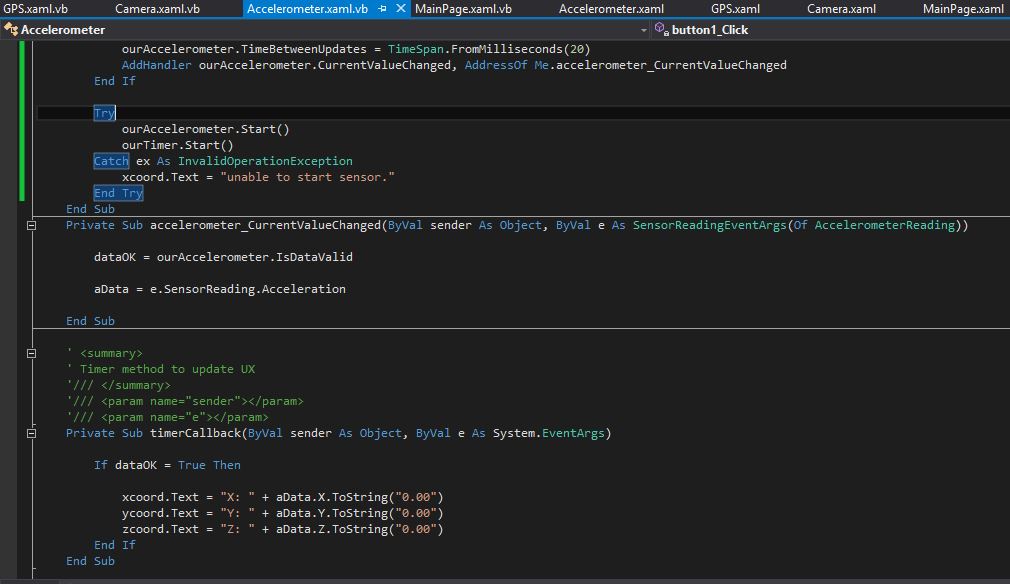 GPS.xaml.vb Camera.xaml.vb Accelerometer.xaml.vb MainPage.xaml.vb Accelerometer.xaml GPS.xaml Camera.xaml MainPage.xaml
Accelerometer button1_Click
ourAccelerometer.TimeBetweenUpdates = TimeSpan.FromMilliseconds(20)
AddHandler ourAccelerometer.CurrentValueChanged, AddressOf Me.accelerometer_CurrentValueChanged
End If
Try
ourAccelerometer.Start()
ourTimer.Start()
Catch ex As InvalidOperationException
xcoord.Text = "unable to start sensor."
End Try
End Sub
Private Sub accelerometer_CurrentValueChanged(ByVal sender As Object, ByVal e As SensorReadingEventArgs(Of AccelerometerReading))
dataOK = ourAccelerometer.IsDataValid
aData = e.SensorReading.Acceleration
End Sub
' <summary>
' Timer method to update UX
'/// </summary>
'/// <param name="sender"></param>
'/// <param name="e"></param>
Private Sub timerCallback(ByVal sender As Object, ByVal e As System.EventArgs)
If dataOK = True Then
xcoord.Text = "X: " + aData.X.ToString("0.00")
ycoord.Text = "Y: " + aData.Y.ToString("0.00")
zcoord.Text = "Z: " + aData.Z.ToString("0.00")
End If
End Sub